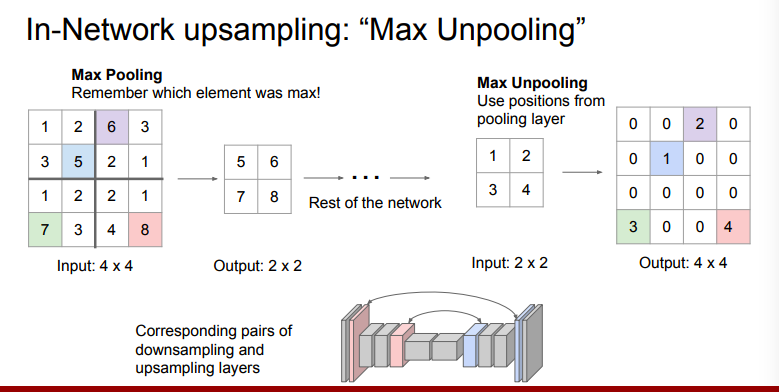 In-Network upsampling: “Max Unpooling”
Max Pooling
Remember which element was max!
1 2 6 3
3 5 2 1
1 2 2 1
7 3 4 8
Input: 4 x 4
5 6
7 8
Output: 2 x 2
. . .
Rest of the network
Max Unpooling
Use positions from
pooling layer
1 2
3 4
Input: 2 x 2
0 0 2 0
0 1 0 0
0 0 0 0
3 0 0 4
Output: 4 x 4
Corresponding pairs of
downsampling and
upsampling layers